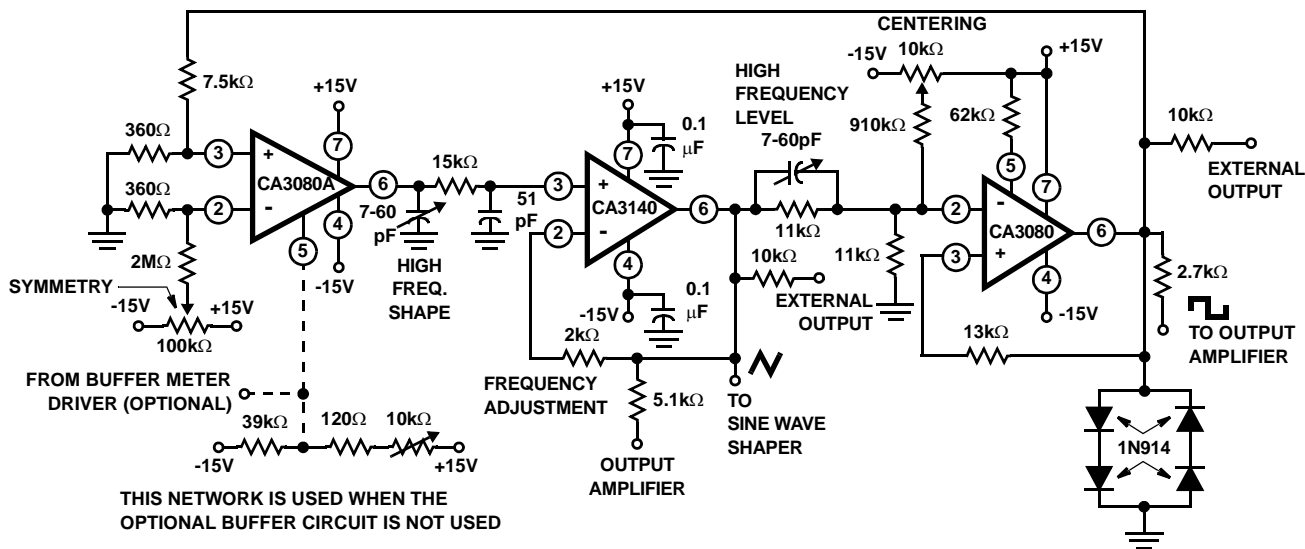 CENTERING
-15V
10kΩ
+15V
7.5kΩ
HIGH
FREQUENCY
LEVEL
7-60pF
910kΩ
62kΩ
10kΩ
EXTERNAL
OUTPUT
+15V
+15V
0.1
μF
360Ω
3
+
7
CA3080A
6
15kΩ
360Ω
2
-
4
5
7-60
pF
51
pF
3
+
7
CA3140
6
2
-
4
11kΩ
11kΩ
5
7
2
-
CA3080
6
3
+
4
2MΩ
-15V
HIGH
FREQ.
SHAPE
-15V
0.1
μF
10kΩ
EXTERNAL
OUTPUT
-15V
2.7kΩ
TO OUTPUT
AMPLIFIER
SYMMETRY
-15V
+15V
100kΩ
2kΩ
13kΩ
FROM BUFFER METER
DRIVER (OPTIONAL)
FREQUENCY
ADJUSTMENT
5.1kΩ
TO
SINE WAVE
SHAPER
39kΩ
120Ω
10kΩ
-15V
+15V
OUTPUT
AMPLIFIER
1N914
THIS NETWORK IS USED WHEN THE
OPTIONAL BUFFER CIRCUIT IS NOT USED